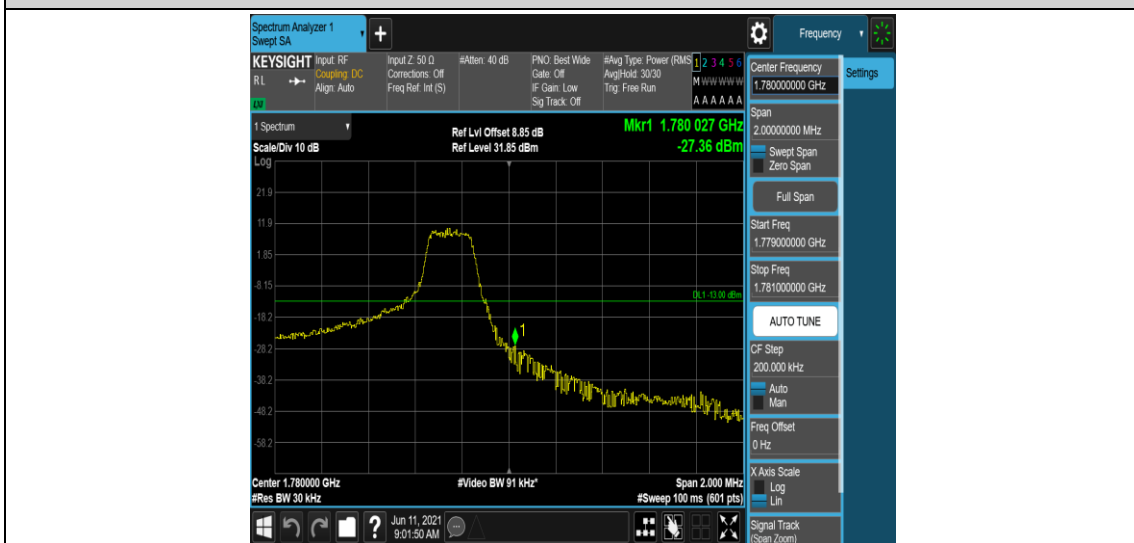 Spectrum Analyzer 1
Swept SA
Frequency
KEYSIGHT
Input: RF
Coupling: DC
Align: Auto
Input Z: 50 Ω
Corrections: Off
Freq Ref: Int (S)
#Atten: 40 dB
PNO: Best Wide
Gate: Off
IF Gain: Low
Sig Track: Off
#Avg Type: Power (RMS
Avg|Hold: 30/30
Trig: Free Run
1 2 3 4 5 6
M W W W W W
A A A A A A
R L
LXI
1 Spectrum
Scale/Div 10 dB
Ref Lvl Offset 8.85 dB
Ref Level 31.85 dBm
Mkr1 1.780 027 GHz
-27.36 dBm
Log
21.9
11.9
1.85
-8.15
-18.2
-28.2
-38.2
-48.2
-58.2
DL1 -13.00 dBm
1
Center 1.780000 GHz
#Res BW 30 kHz
#Video BW 91 kHz*
Span 2.000 MHz
#Sweep 100 ms (601 pts)
Center Frequency
1.780000000 GHz
Settings
Span
2.00000000 MHz
Swept Span
Zero Span
Full Span
Start Freq
1.779000000 GHz
Stop Freq
1.781000000 GHz
AUTO TUNE
CF Step
200.000 kHz
Auto
Man
Freq Offset
0 Hz
X Axis Scale
Log
Lin
Signal Track
(Span Zoom)
?
Jun 11, 2021
9:01:50 AM